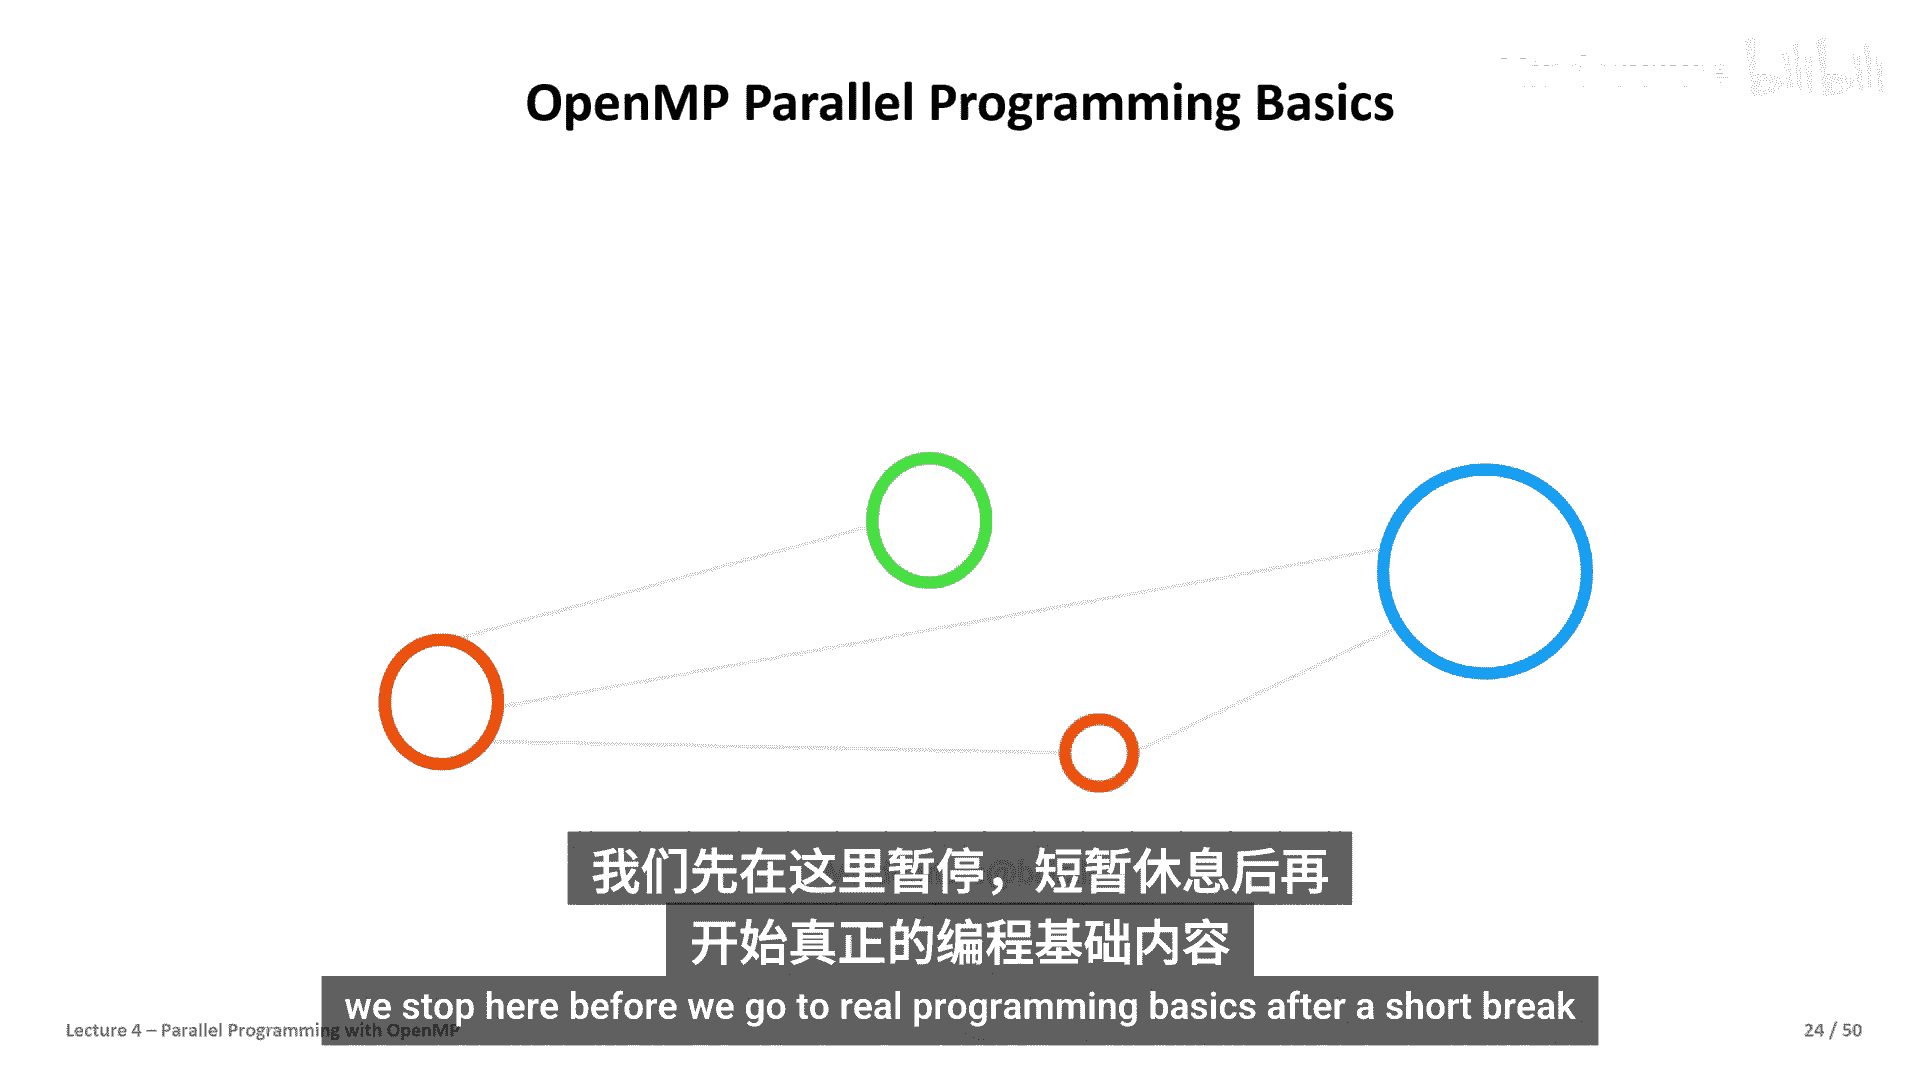 bilibili
OpenMP Parallel Programming Basics
我们先在这里暂停，短暂休息后再
开始真正的编程基础内容
we stop here before we go to real programming basics after a short break
Lecture 4 – Parallel Programming with OpenMP
24 / 50